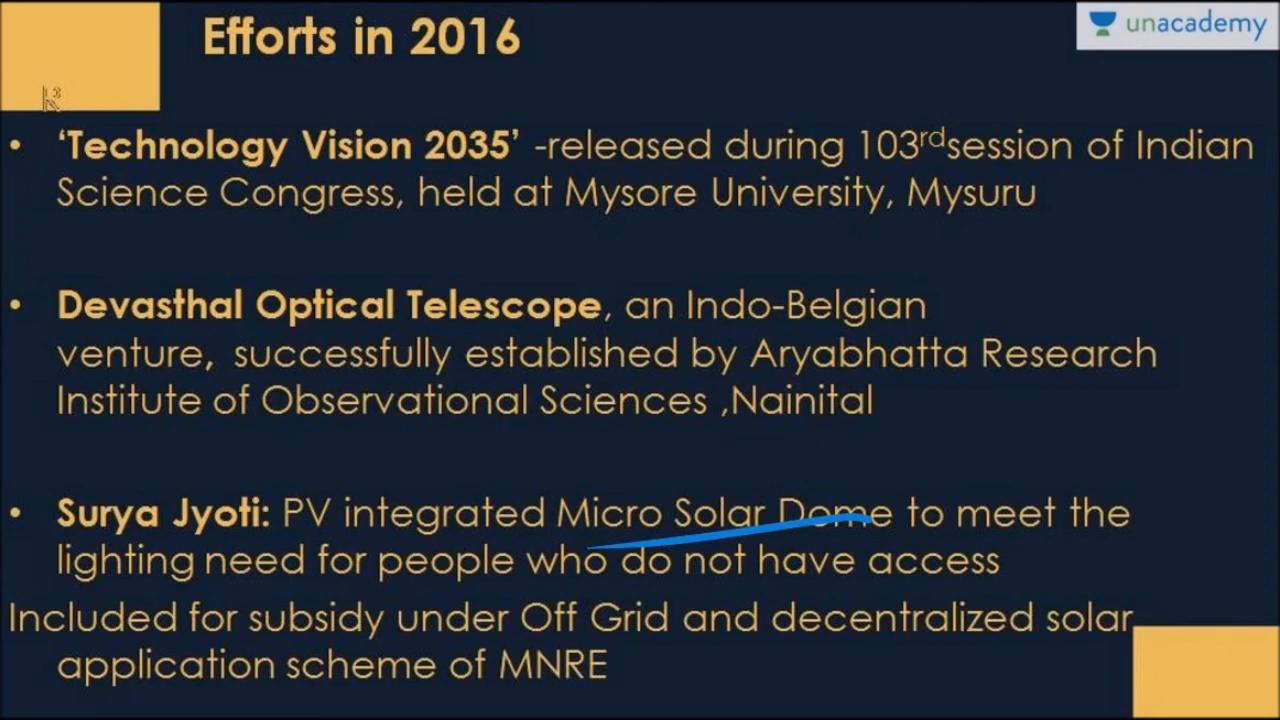 Efforts in 2016
unacademy
• ‘Technology Vision 2035’ -released during 103rdsession of Indian
Science Congress, held at Mysore University, Mysuru
• Devasthal Optical Telescope, an Indo-Belgian
venture, successfully established by Aryabhatta Research
Institute of Observational Sciences ,Nainital
• Surya Jyoti: PV integrated Micro Solar Dome to meet the
lighting need for people who do not have access
Included for subsidy under Off Grid and decentralized solar
application scheme of MNRE